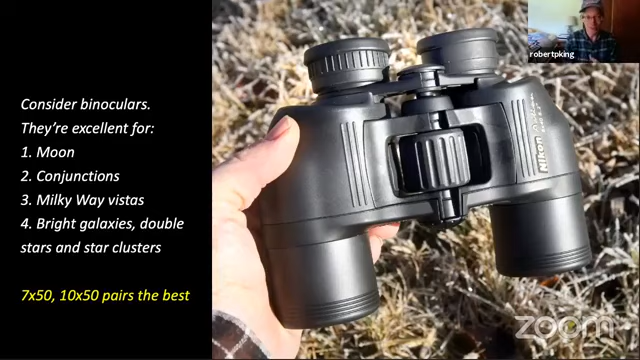 Consider binoculars.
They're excellent for:
1. Moon
2. Conjunctions
3. Milky Way vistas
4. Bright galaxies, double
stars and star clusters
7x50, 10x50 pairs the best
Nikon
robertpking
zoom